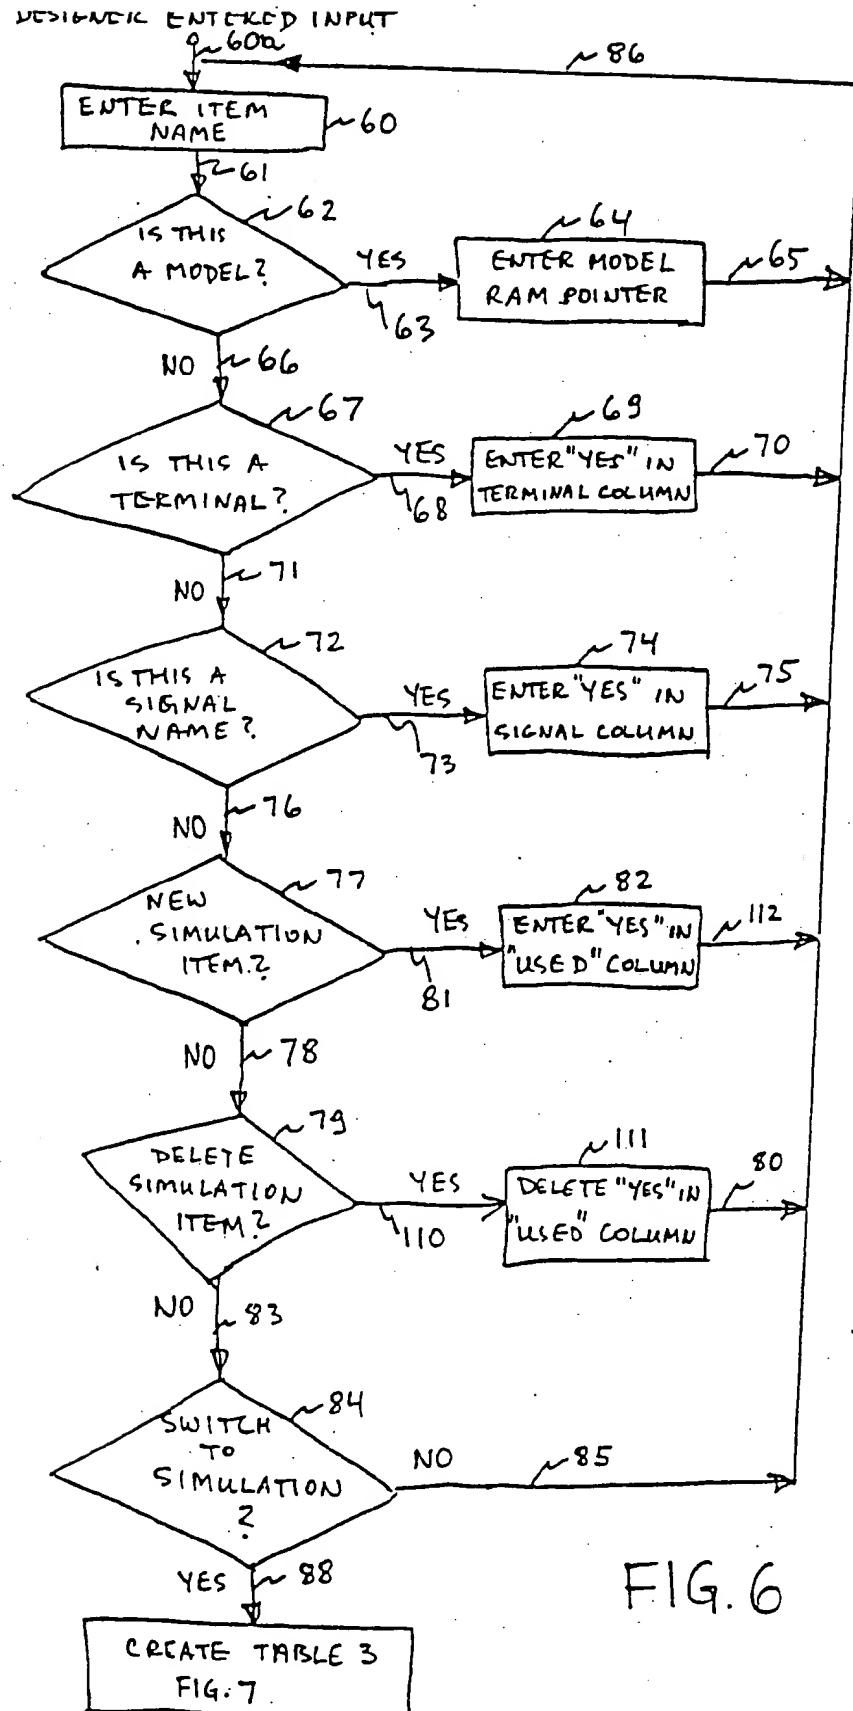 DESIGNER ENTERED INPUT
60a
86
ENTER ITEM
NAME
60
61
62
IS THIS
A MODEL?
YES
63
64
ENTER MODEL
RAM POINTER
65
NO
66
67
IS THIS A
TERMINAL?
YES
68
69
ENTER "YES" IN
TERMINAL COLUMN
70
NO
71
72
IS THIS A
SIGNAL
NAME?
YES
73
74
ENTER "YES" IN
SIGNAL COLUMN
75
NO
76
77
NEW
SIMULATION
ITEM?
YES
81
82
ENTER "YES" IN
"USED" COLUMN
112
NO
78
79
DELETE
SIMULATION
ITEM?
YES
110
111
DELETE "YES" IN
"USED" COLUMN
80
NO
83
84
SWITCH
TO
SIMULATION
?
NO
85
YES
88
CREATE TABLE 3
FIG. 7
FIG. 6